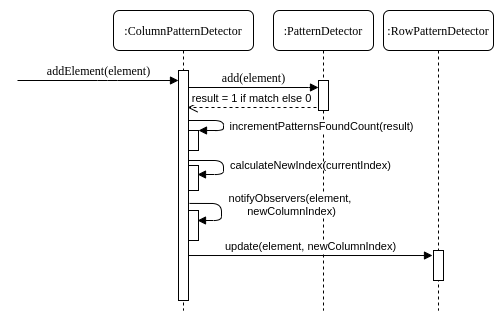 :ColumnPatternDetector
:PatternDetector
:RowPatternDetector
addElement(element)
add(element)
result = 1 if match else 0
incrementPatternsFoundCount(result)
calculateNewIndex(currentIndex)
notifyObservers(element,
newColumnIndex)
update(element, newColumnIndex)